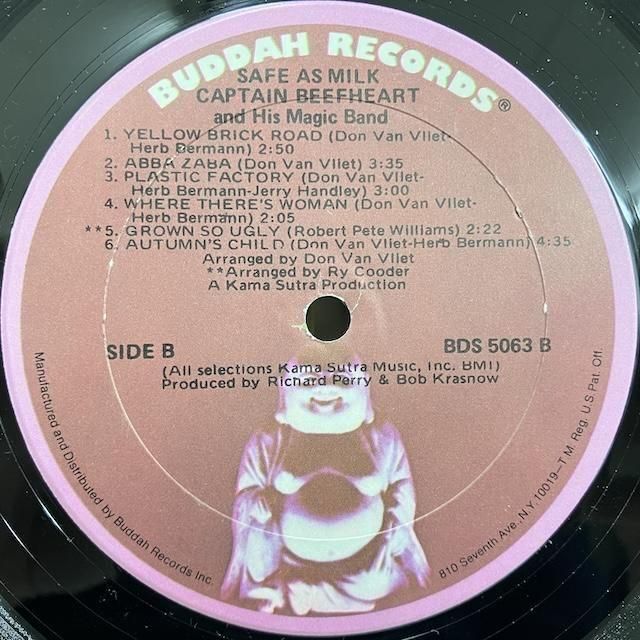 BUDDAH RECORDS®
SAFE AS MILK
CAPTAIN BEEFHEART
and His Magic Band
1. YELLOW BRICK ROAD (Don Van Vliet-
Herb Bermann) 2:50
2. ABBA ZABA (Don Van Vliet) 3:35
3. PLASTIC FACTORY (Don Van Vliet-
Herb Bermann-Jerry Handley) 3:00
4. WHERE THERE'S WOMAN (Don Van Vliet-
Herb Bermann) 2:05
**5. GROWN SO UGLY (Robert Pete Williams) 2:22
6. AUTUMN'S CHILD (Don Van Vliet-Herb Bermann) 4:35
Arranged by Don Van Vliet
**Arranged by Ry Cooder
A Kama Sutra Production
SIDE B
BDS 5063 B
(All selections Kama Sutra Music, Inc. BMI)
Produced by Richard Perry & Bob Krasnow
Manufactured and Distributed by Buddah Records Inc.
810 Seventh Ave., N.Y. 10019-T.M. Reg. U.S. Pat. Off.